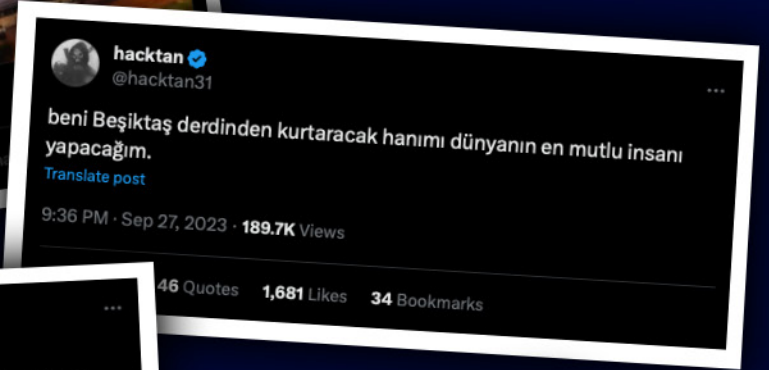 hacktan
@hacktan31
beni Beşiktaş derdinden kurtaracak hanımı dünyanın en mutlu insanı
yapacağım.
Translate post
9:36 PM · Sep 27, 2023 · 189.7K Views
46 Quotes 1,681 Likes 34 Bookmarks